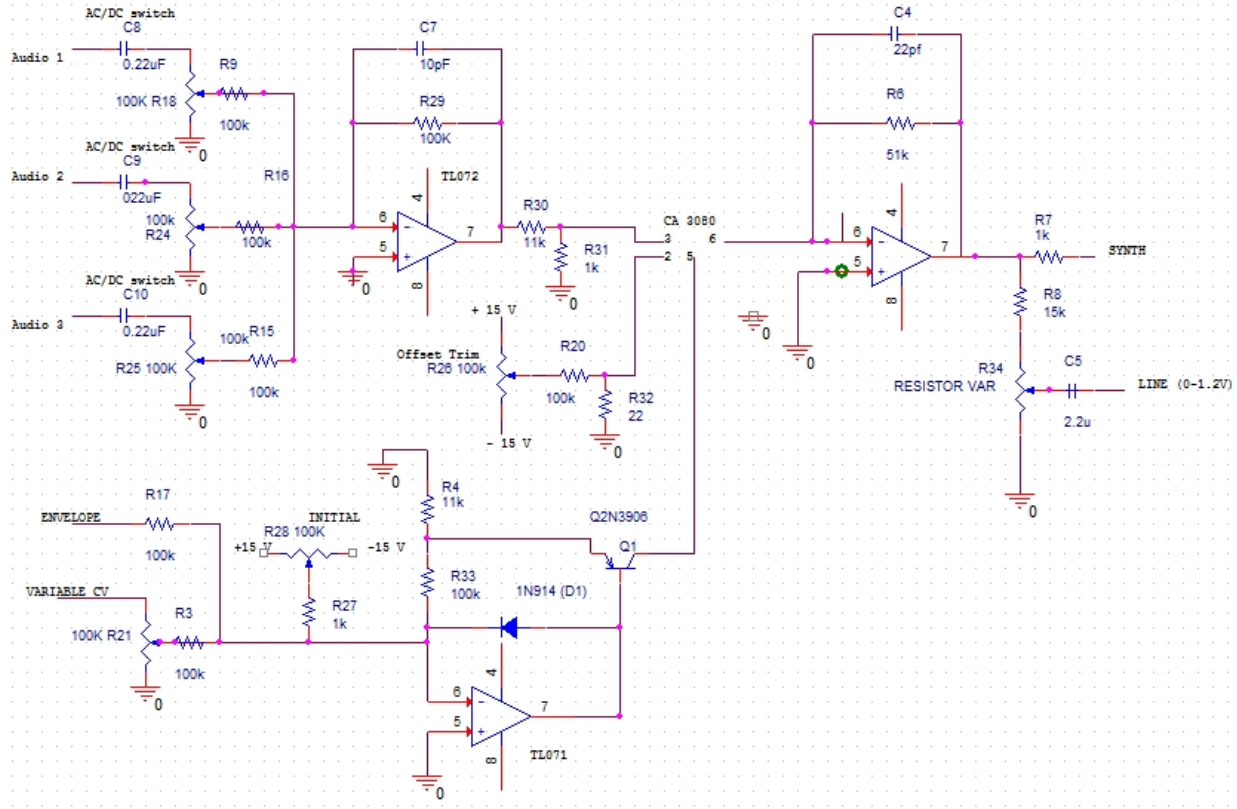 AC/DC switch
C8
Audio 1
0.22uF
R9
100K R18
100k
0
AC/DC switch
C9
Audio 2
022uF
R16
100k
R24
100k
0
AC/DC switch
C10
Audio 3
0.22uF
100k
R15
R25 100K
100k
0
C7
10pF
R29
100K
TL072
4
6
5
7
8
0
R30
11k
R31
1k
0
CA 3080
3
2
6
5
+ 15 V
Offset Trim
R26 100k
R20
100k
- 15 V
R32
22
0
C4
22pf
R6
51k
4
6
5
7
8
0
0
R7
1k
SYNTH
R8
15k
R34
RESISTOR VAR
C5
2.2u
LINE (0-1.2V)
0
0
R4
11k
R17
ENVELOPE
100k
INITIAL
R28 100K
+15 V
-15 V
Q2N3906
Q1
R33
100k
1N914 (D1)
VARIABLE CV
R27
1k
100K R21
R3
100k
0
4
6
5
7
8
TL071
0